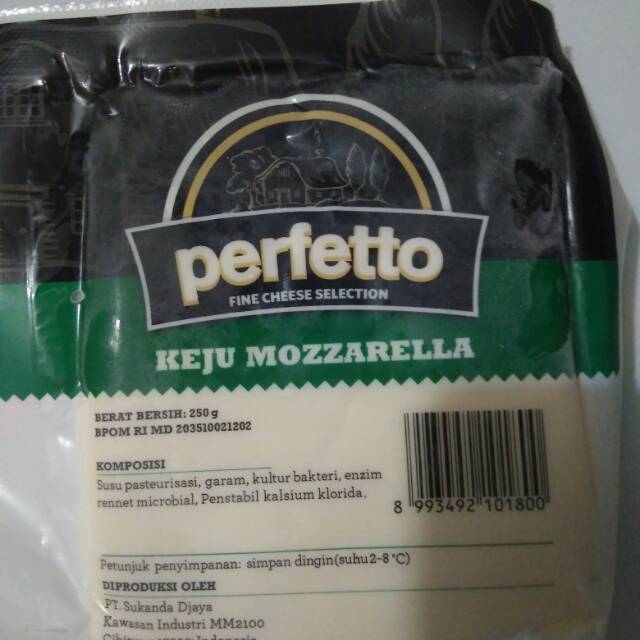 perfetto
FINE CHEESE SELECTION
KEJU MOZZARELLA
BERAT BERSIH: 250 g
BPOM RI MD 203510021202
KOMPOSISI
Susu pasteurisasi, garam, kultur bakteri, enzim
rennet microbial, Penstabil kalsium klorida.
8 993492 101800
Petunjuk penyimpanan: simpan dingin (suhu 2-8 °C)
DIPRODUKSI OLEH
PT. Sukanda Djaya
Kawasan Industri MM2100